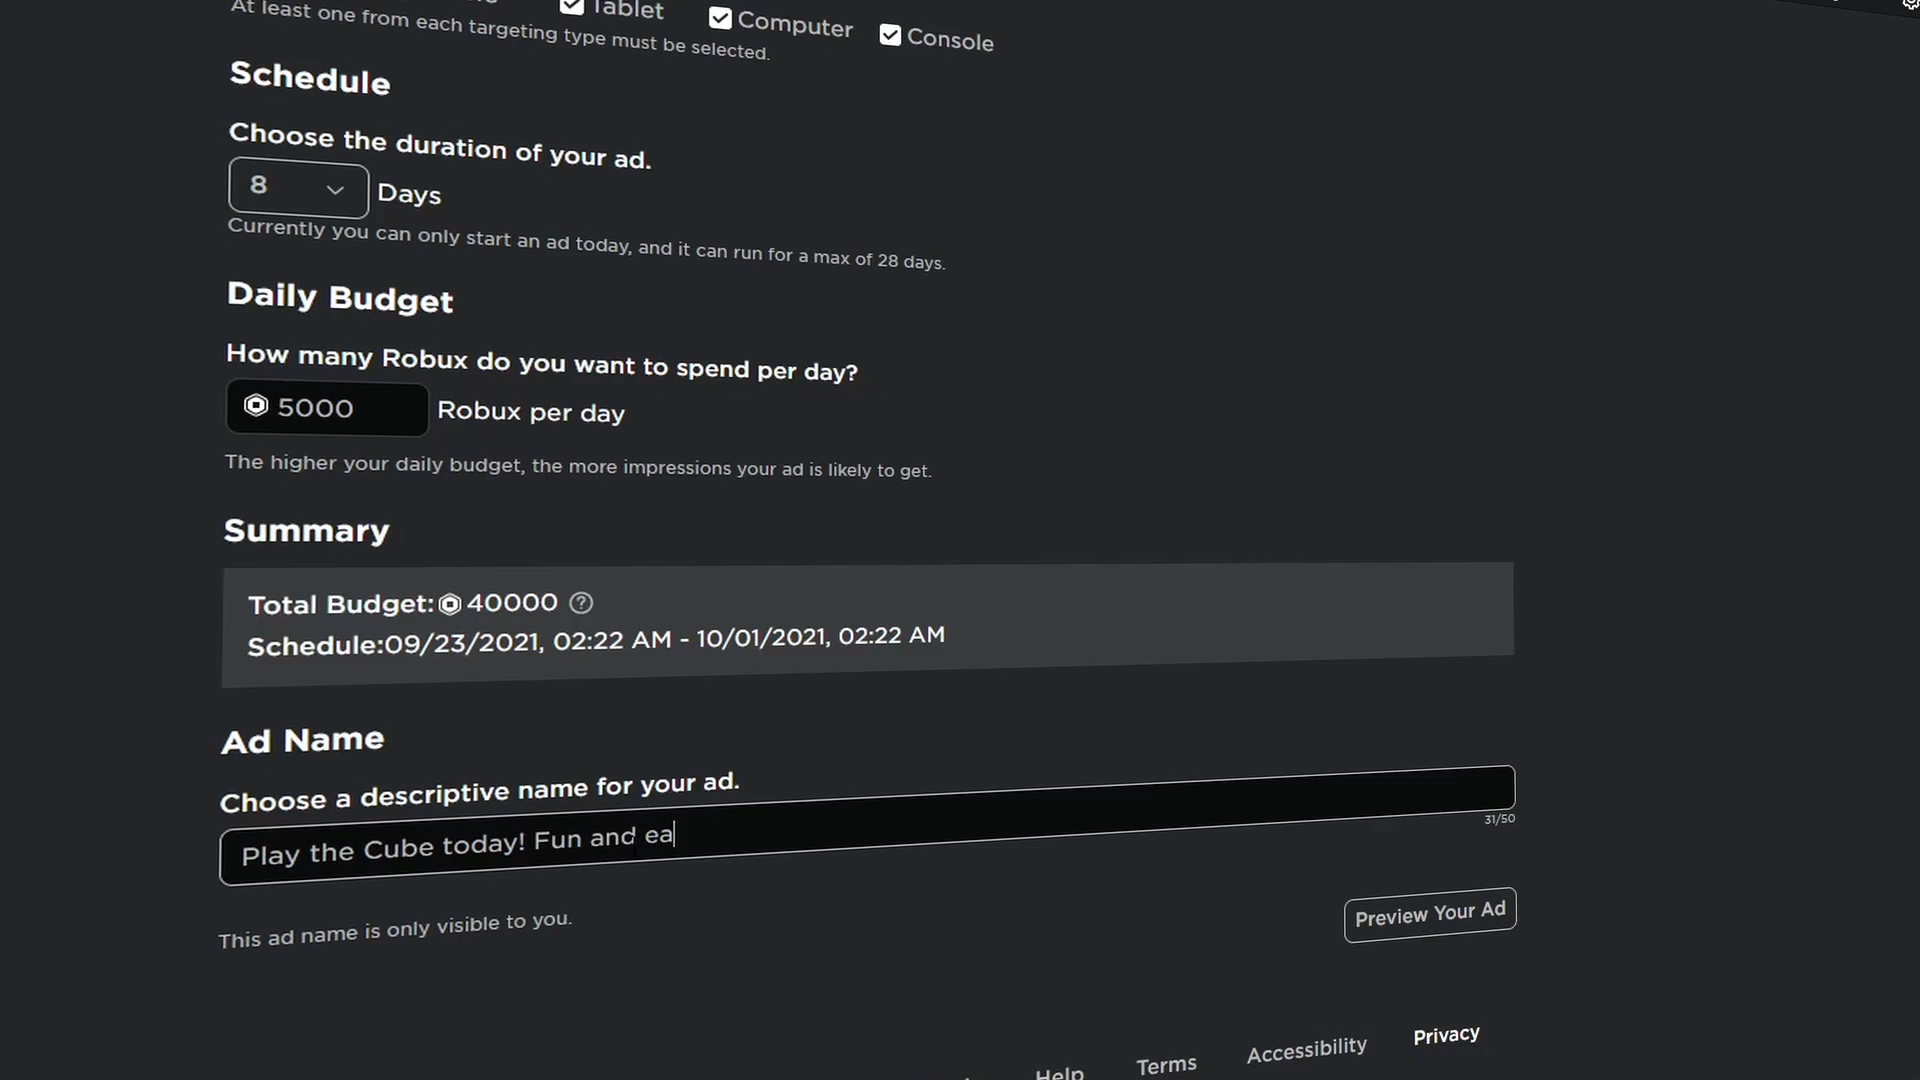 Tablet
Computer
Console
At least one from each targeting type must be selected.
Schedule
Choose the duration of your ad.
8
Days
Currently you can only start an ad today, and it can run for a max of 28 days.
Daily Budget
How many Robux do you want to spend per day?
5000
Robux per day
The higher your daily budget, the more impressions your ad is likely to get.
Summary
Total Budget: 40000 ?
Schedule:09/23/2021, 02:22 AM - 10/01/2021, 02:22 AM
Ad Name
Choose a descriptive name for your ad.
Play the Cube today! Fun and ea
31/50
This ad name is only visible to you.
Preview Your Ad
Help
Terms
Accessibility
Privacy